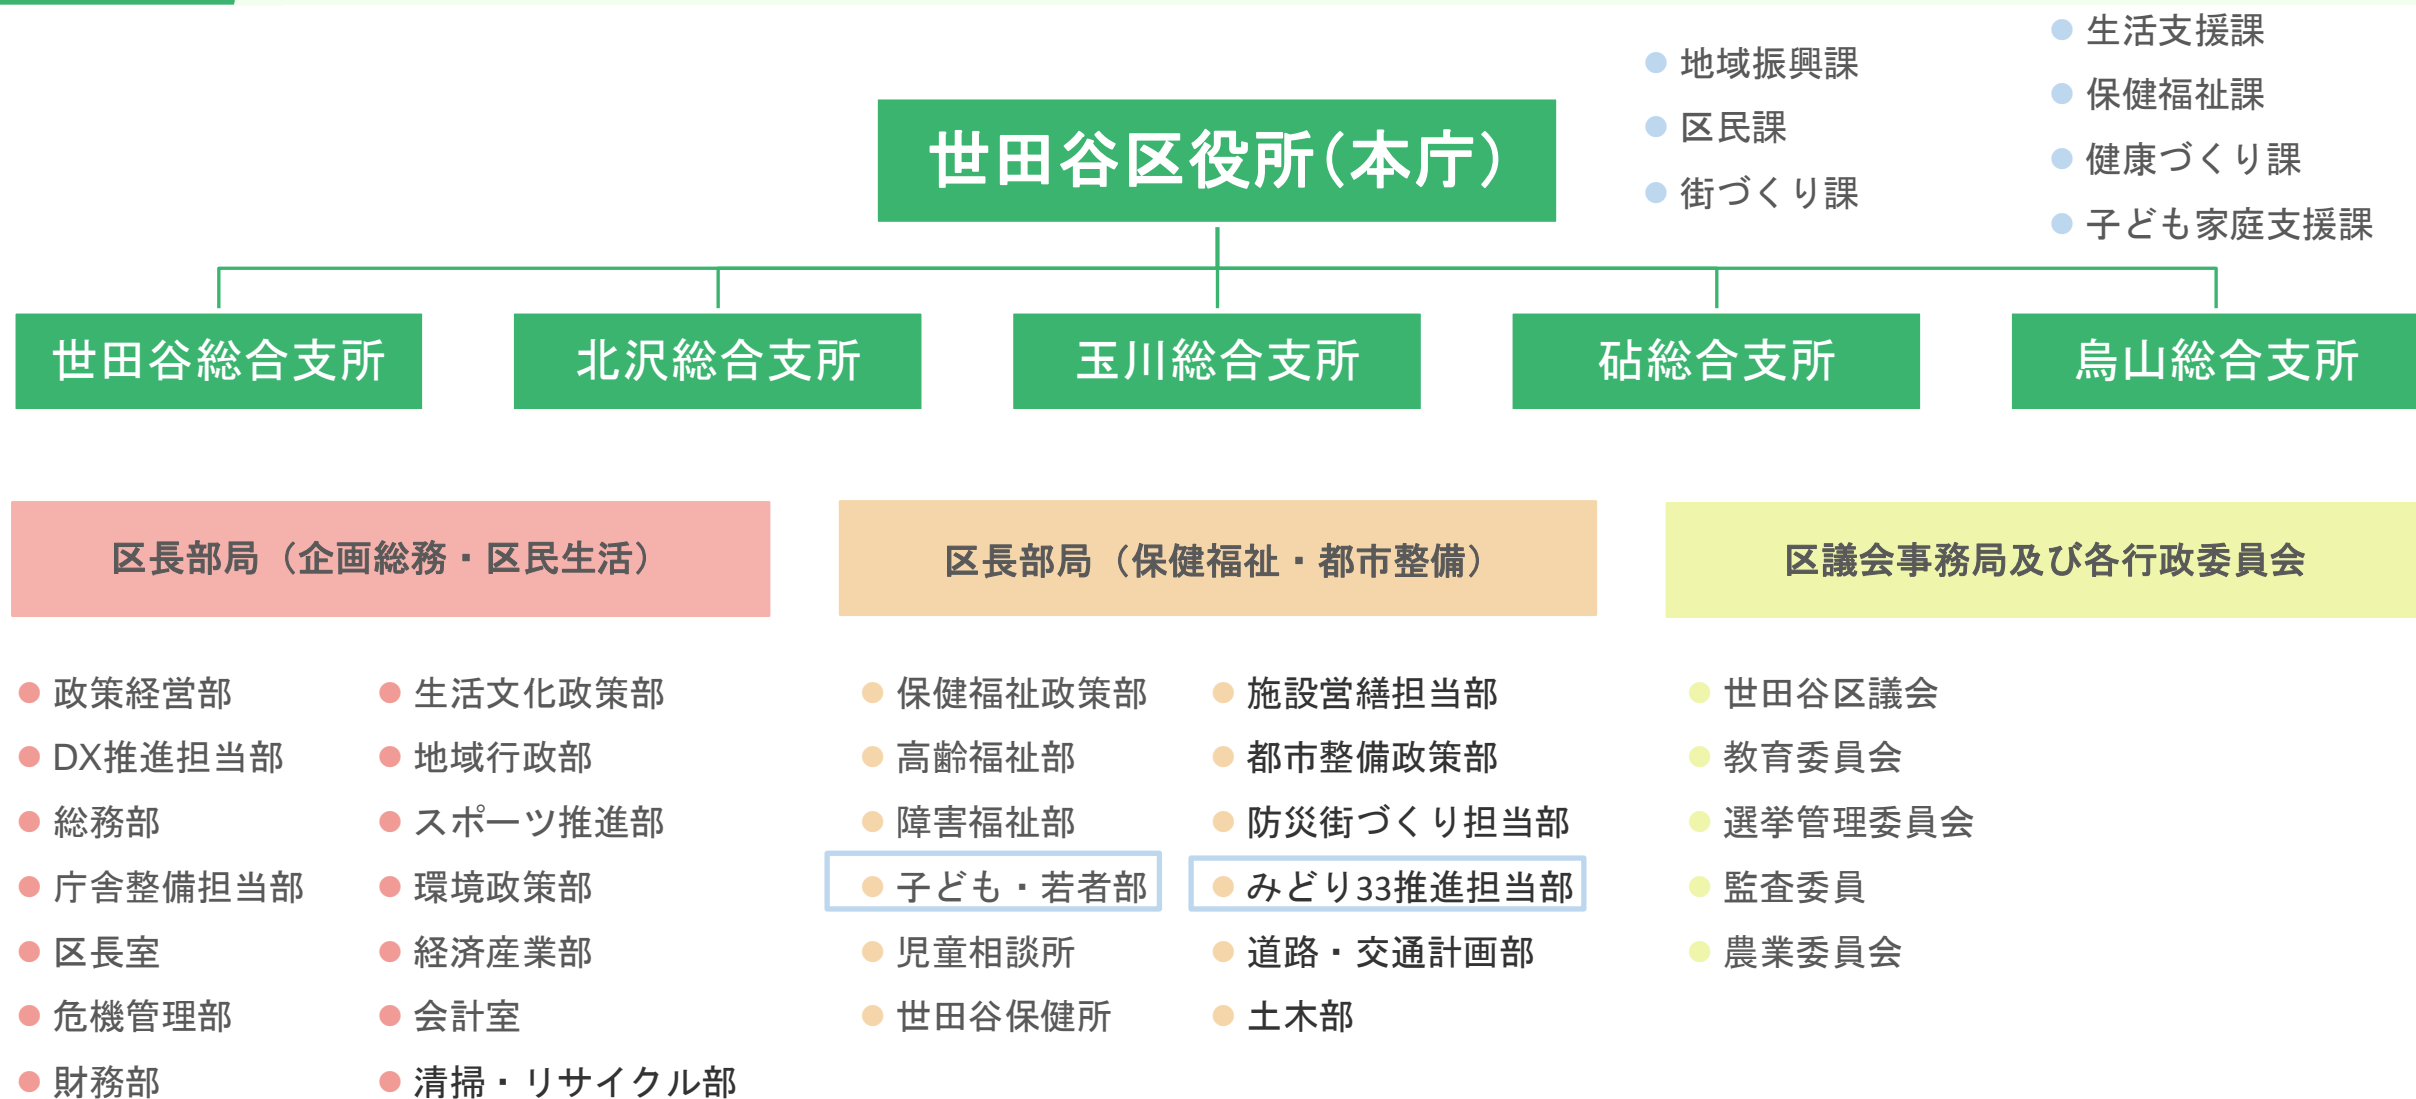 世田谷区役所（本庁）
地域振興課
区民課
街づくり課
生活支援課
保健福祉課
健康づくり課
子ども家庭支援課
世田谷総合支所
北沢総合支所
玉川総合支所
砧総合支所
烏山総合支所
区長部局（企画総務・区民生活）
政策経営部
DX推進担当部
総務部
庁舎整備担当部
区長室
危機管理部
財務部
生活文化政策部
地域行政部
スポーツ推進部
環境政策部
経済産業部
会計室
清掃・リサイクル部
区長部局（保健福祉・都市整備）
保健福祉政策部
高齢福祉部
障害福祉部
子ども・若者部
児童相談所
世田谷保健所
施設営繕担当部
都市整備政策部
防災街づくり担当部
みどり33推進担当部
道路・交通計画部
土木部
区議会事務局及び各行政委員会
世田谷区議会
教育委員会
選挙管理委員会
監査委員
農業委員会